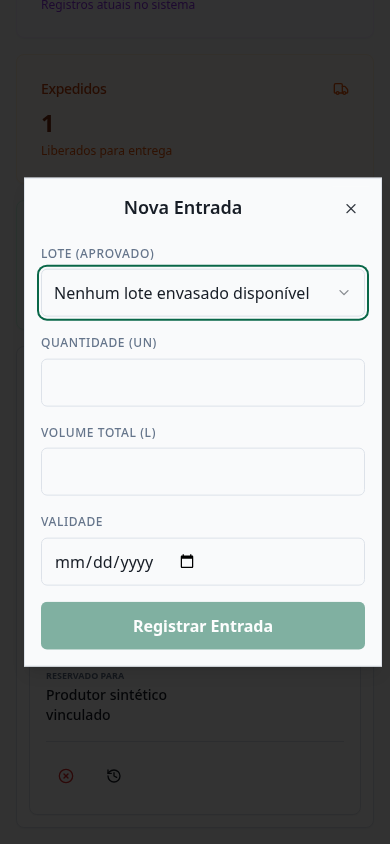 Registros atuais no sistema
Expedidos
1
Liberados para entrega
Nova Entrada
LOTE (APROVADO)
Nenhum lote envasado disponível
QUANTIDADE (UN)
VOLUME TOTAL (L)
VALIDADE
mm/dd/yyyy
Registrar Entrada
RESERVADO PARA
Produtor sintético
vinculado